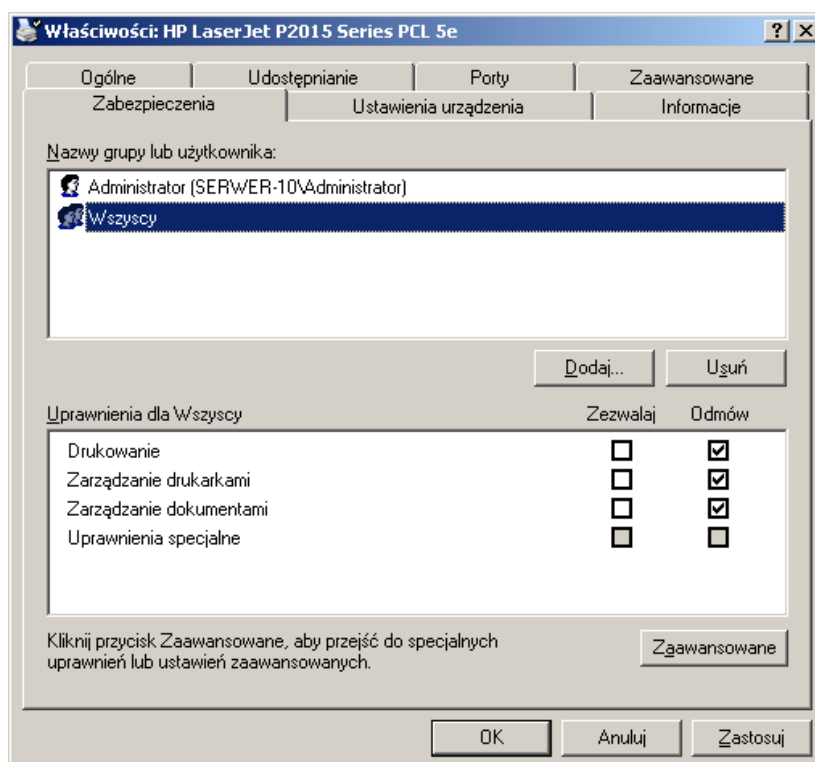 Właściwości: HP LaserJet P2015 Series PCL 5e
Ogólne Udostępnianie Porty Zaawansowane
Zabezpieczenia Ustawienia urządzenia Informacje
Nazwy grupy lub użytkownika:
Administrator (SERWER-10\Administrator)
Wszyscy
Dodaj... Usuń
Uprawnienia dla Wszyscy Zezwalaj Odmów
Drukowanie
Zarządzanie drukarkami
Zarządzanie dokumentami
Uprawnienia specjalne
Kliknij przycisk Zaawansowane, aby przejść do specjalnych
uprawnień lub ustawień zaawansowanych.
Zaawansowane
OK Anuluj Zastosuj